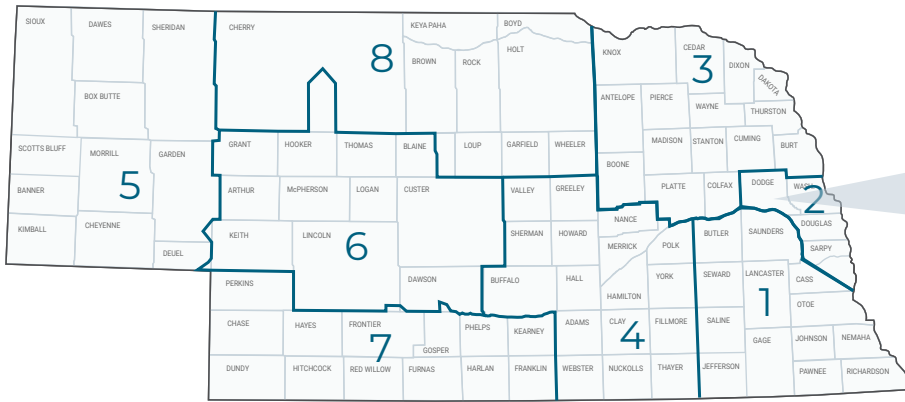 SIOUX
DAWES
SHERIDAN
CHERRY
KEYA PAHA
BOYD
HOLT
BROWN
ROCK
8
KNOX
CEDAR
3
DIXON
DAKOTA
BOX BUTTE
ANTELOPE
PIERCE
WAYNE
THURSTON
SCOTTS BLUFF
MORRILL
GARDEN
GRANT
HOOKER
THOMAS
BLAINE
LOUP
GARFIELD
WHEELER
BOONE
MADISON
STANTON
CUMING
BURT
BANNER
5
ARTHUR
McPHERSON
LOGAN
CUSTER
VALLEY
GREELEY
PLATTE
COLFAX
DODGE
WASH
2
KIMBALL
CHEYENNE
DEUEL
KEITH
LINCOLN
6
SHERMAN
HOWARD
NANCE
MERRICK
POLK
BUTLER
SAUNDERS
DOUGLAS
SARPY
PERKINS
DAWSON
BUFFALO
HALL
HAMILTON
YORK
SEWARD
LANCASTER
1
CASS
OTOE
CHASE
HAYES
FRONTIER
7
GOSPER
PHELPS
KEARNEY
ADAMS
CLAY
4
FILLMORE
SALINE
GAGE
JOHNSON
NEMAHA
DUNDY
HITCHCOCK
RED WILLOW
FURNAS
HARLAN
FRANKLIN
WEBSTER
NUCKOLLS
THAYER
JEFFERSON
PAWNEE
RICHARDSON